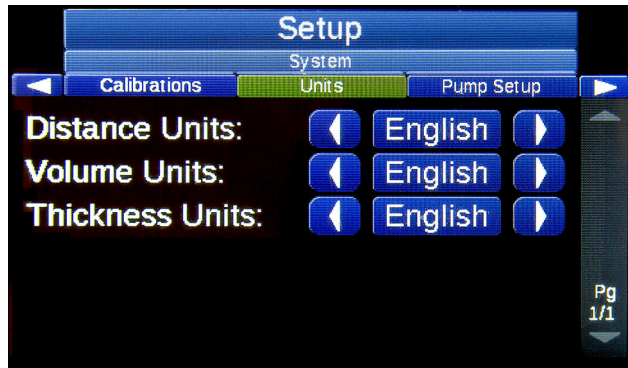 Setup
System
Calibrations Units Pump Setup
Distance Units: English
Volume Units: English
Thickness Units: English
Pg
1/1